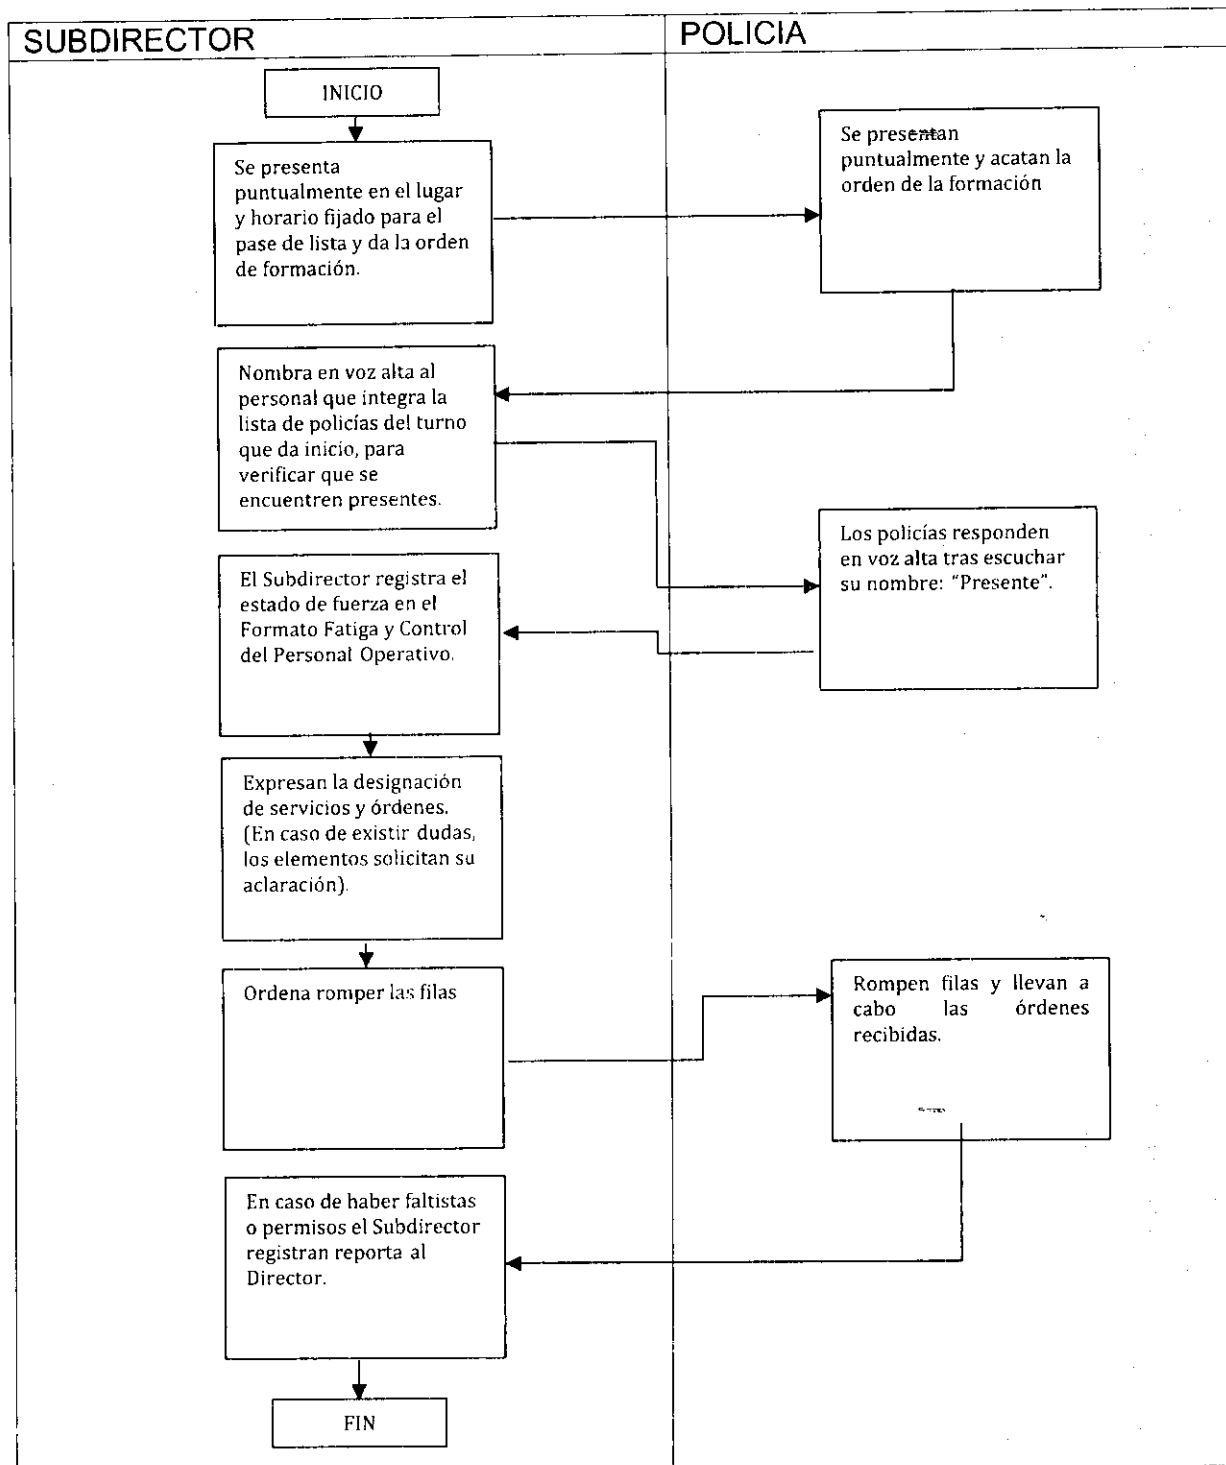 SUBDIRECTOR
POLICIA
INICIO
Se presenta
puntualmente en el lugar
y horario fijado para el
pase de lista y da la orden
de formación.
Se presentan
puntualmente y acatan la
orden de la formación
Nombra en voz alta al
personal que integra la
lista de policías del turno
que da inicio, para
verificar que se
encuentren presentes.
Los policías responden
en voz alta tras escuchar
su nombre: “Presente”.
El Subdirector registra el
estado de fuerza en el
Formato Fatiga y Control
del Personal Operativo.
Expresan la designación
de servicios y órdenes.
(En caso de existir dudas,
los elementos solicitan su
aclaración).
Ordena romper las filas
Rompen filas y llevan a
cabo las órdenes
recibidas.
En caso de haber faltistas
o permisos el Subdirector
registran reporta al
Director.
FIN